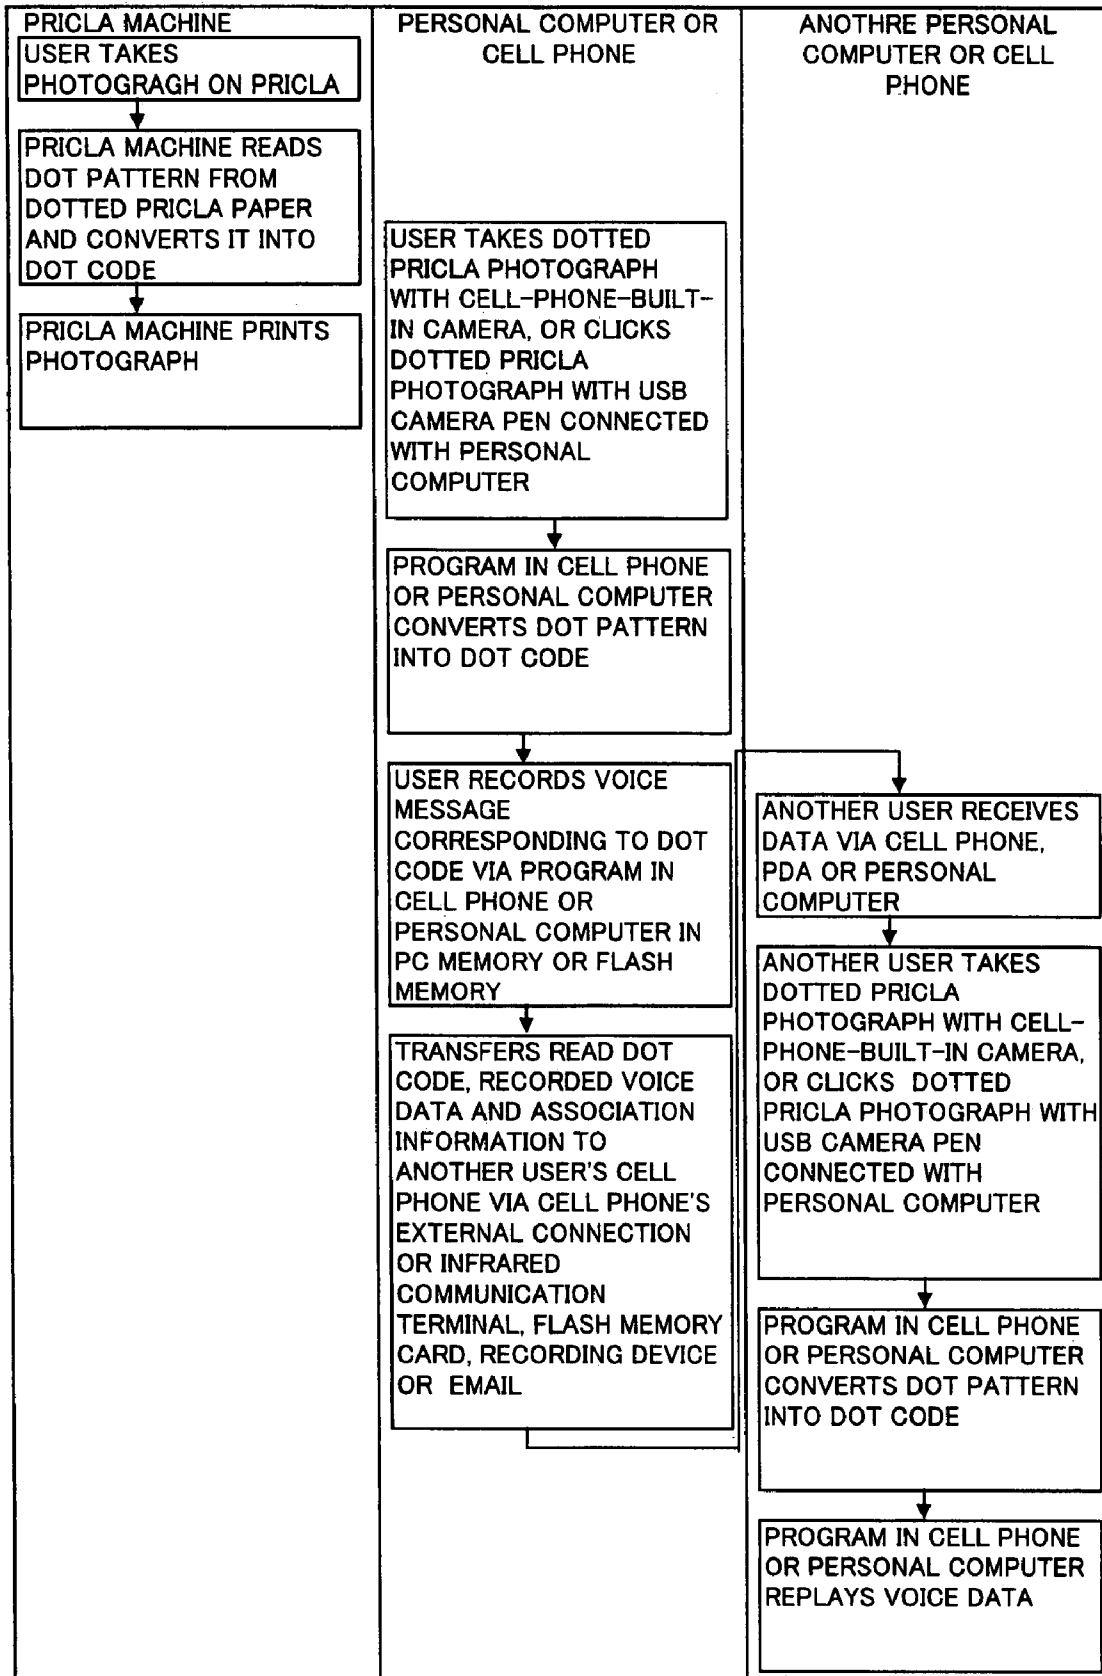 PRICLA MACHINE
USER TAKES
PHOTOGRAGH ON PRICLA
PRICLA MACHINE READS
DOT PATTERN FROM
DOTTED PRICLA PAPER
AND CONVERTS IT INTO
DOT CODE
PRICLA MACHINE PRINTS
PHOTOGRAPH
PERSONAL COMPUTER OR
CELL PHONE
USER TAKES DOTTED
PRICLA PHOTOGRAPH
WITH CELL-PHONE-BUILT-
IN CAMERA, OR CLICKS
DOTTED PRICLA
PHOTOGRAPH WITH USB
CAMERA PEN CONNECTED
WITH PERSONAL
COMPUTER
PROGRAM IN CELL PHONE
OR PERSONAL COMPUTER
CONVERTS DOT PATTERN
INTO DOT CODE
USER RECORDS VOICE
MESSAGE
CORRESPONDING TO DOT
CODE VIA PROGRAM IN
CELL PHONE OR
PERSONAL COMPUTER IN
PC MEMORY OR FLASH
MEMORY
TRANSFERS READ DOT
CODE, RECORDED VOICE
DATA AND ASSOCIATION
INFORMATION TO
ANOTHER USER'S CELL
PHONE VIA CELL PHONE'S
EXTERNAL CONNECTION
OR INFRARED
COMMUNICATION
TERMINAL, FLASH MEMORY
CARD, RECORDING DEVICE
OR EMAIL
ANOTHRE PERSONAL
COMPUTER OR CELL
PHONE
ANOTHER USER RECEIVES
DATA VIA CELL PHONE,
PDA OR PERSONAL
COMPUTER
ANOTHER USER TAKES
DOTTED PRICLA
PHOTOGRAPH WITH CELL-
PHONE-BUILT-IN CAMERA,
OR CLICKS DOTTED
PRICLA PHOTOGRAPH WITH
USB CAMERA PEN
CONNECTED WITH
PERSONAL COMPUTER
PROGRAM IN CELL PHONE
OR PERSONAL COMPUTER
CONVERTS DOT PATTERN
INTO DOT CODE
PROGRAM IN CELL PHONE
OR PERSONAL COMPUTER
REPLAYS VOICE DATA